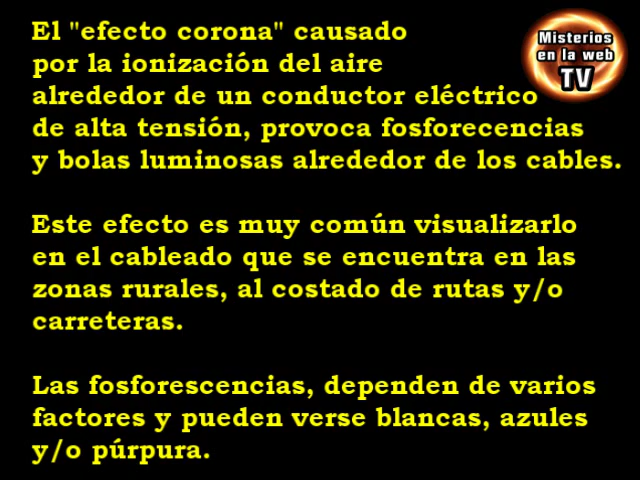 El "efecto corona" causado
por la ionización del aire
alrededor de un conductor eléctrico
de alta tensión, provoca fosforecencias
y bolas luminosas alrededor de los cables.
Este efecto es muy común visualizarlo
en el cableado que se encuentra en las
zonas rurales, al costado de rutas y/o
carreteras.
Las fosforescencias, dependen de varios
factores y pueden verse blancas, azules
y/o púrpura.
Misterios
en la web
TV